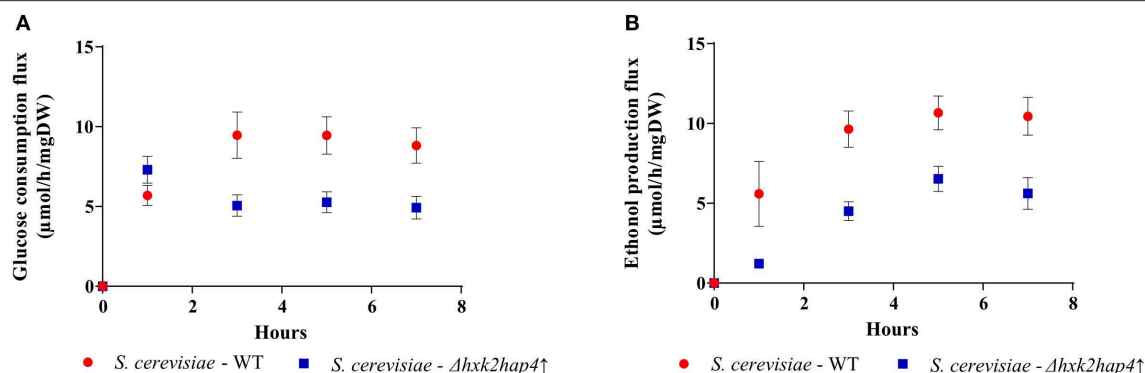 A
Glucose consumption flux
(µmol/h/mgDW)
15
10
5
0
0 2 4 6 8
Hours
S. cerevisiae - WT S. cerevisiae - Δhxk2hap4↑
B
Ethonol production flux
(µmol/h/mgDW)
15
10
5
0
0 2 4 6 8
Hours
S. cerevisiae - WT S. cerevisiae - Δhxk2hap4↑